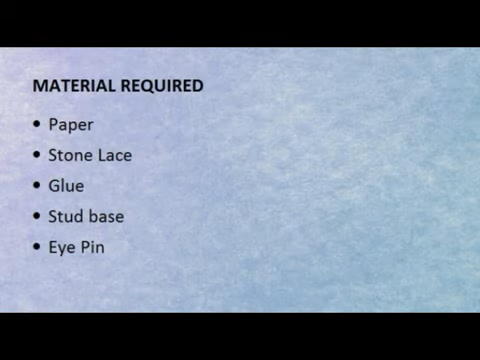 MATERIAL REQUIRED
• Paper
• Stone Lace
• Glue
• Stud base
• Eye Pin